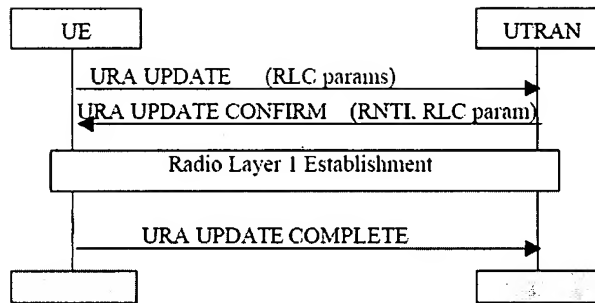 UE UTRAN
URA UPDATE (RLC params)
URA UPDATE CONFIRM (RNTI. RLC param)
Radio Layer 1 Establishment
URA UPDATE COMPLETE